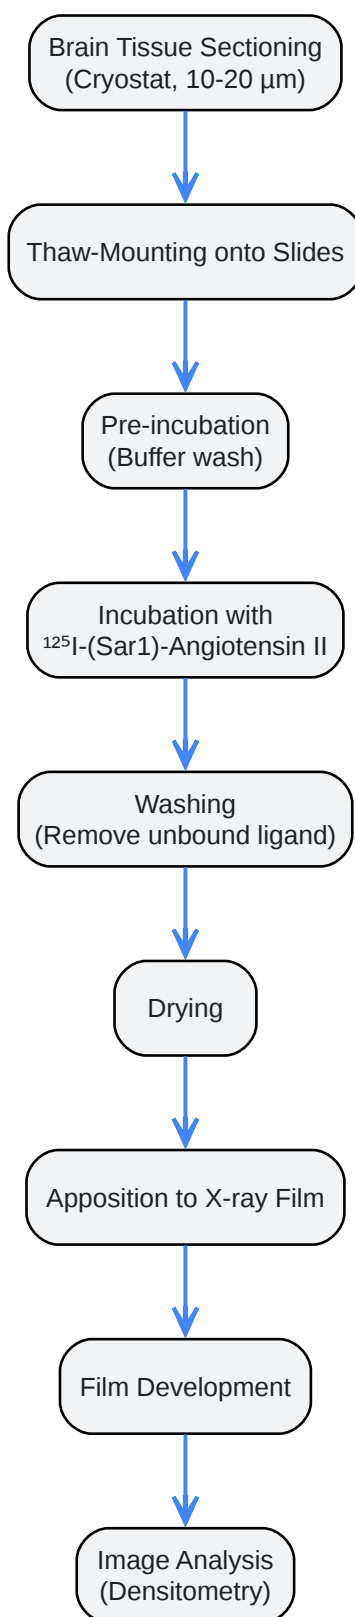 Brain Tissue Sectioning
(Cryostat, 10-20 µm)
Thaw-Mounting onto Slides
Pre-incubation
(Buffer wash)
Incubation with
¹²⁵I-(Sar1)-Angiotensin II
Washing
(Remove unbound ligand)
Drying
Apposition to X-ray Film
Film Development
Image Analysis
(Densitometry)